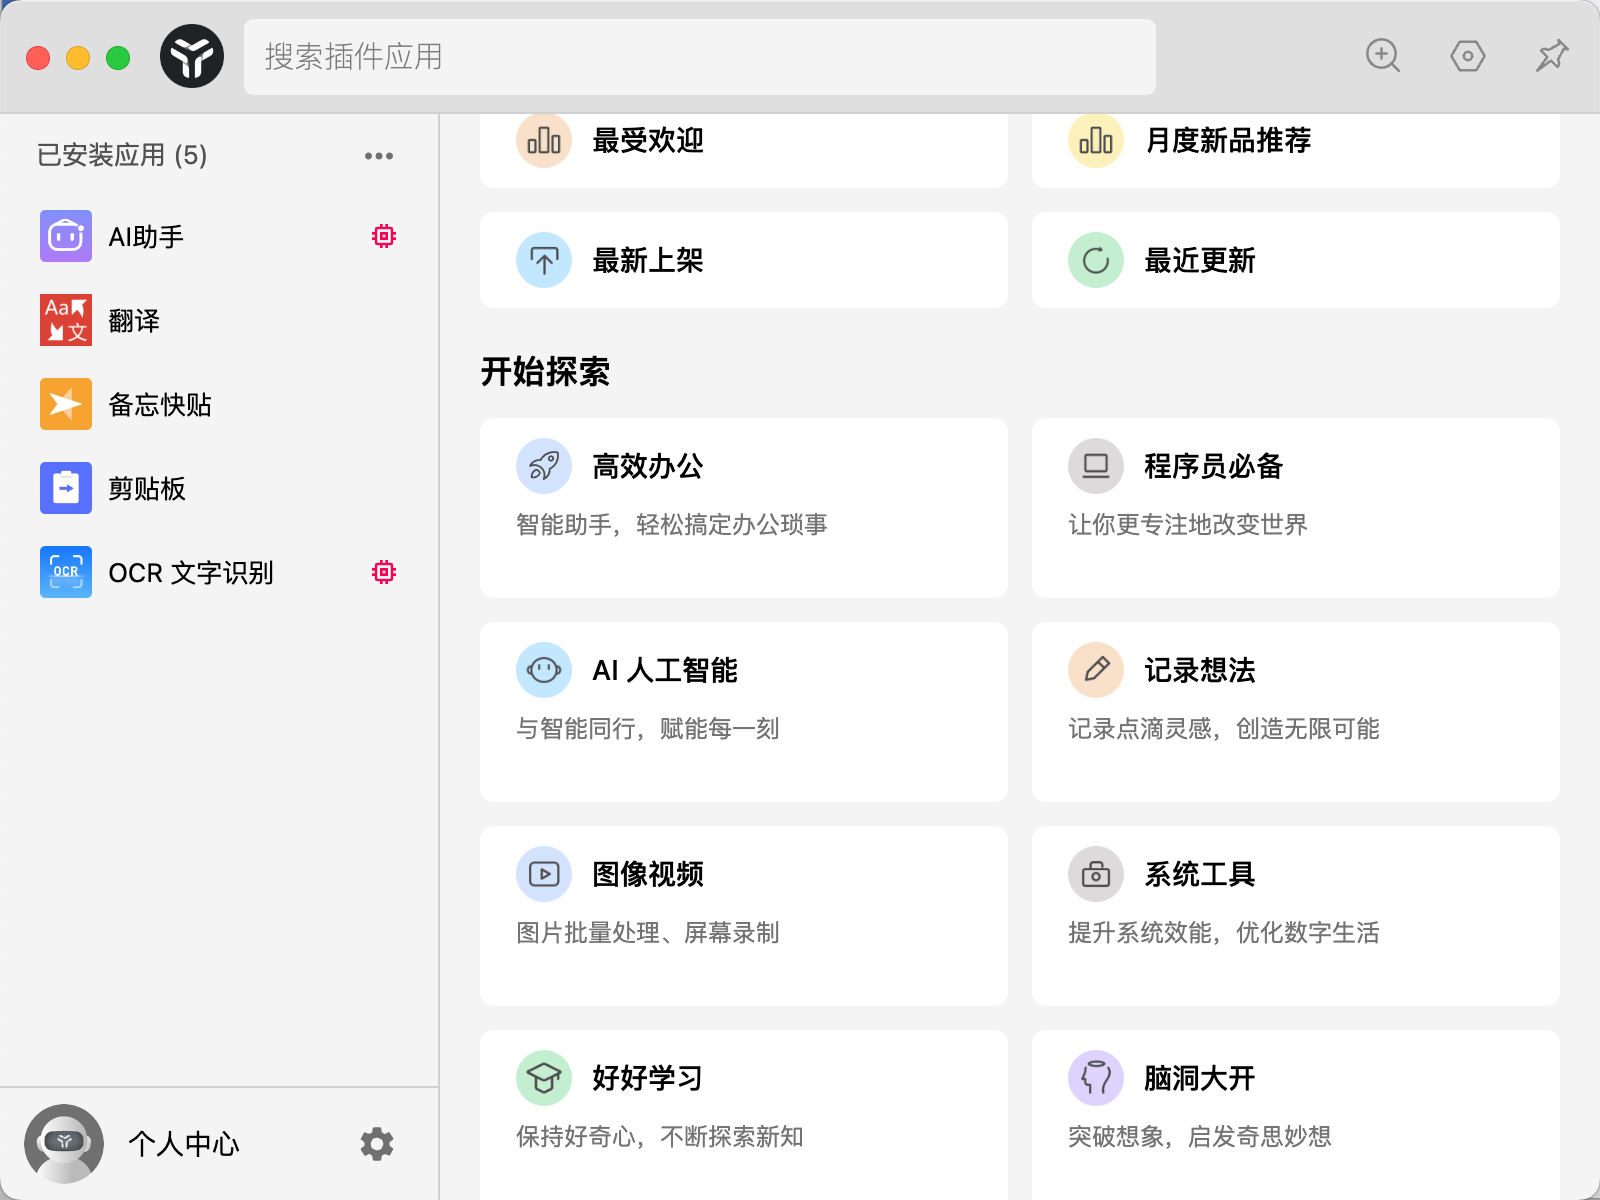 搜索插件应用
已安装应用 (5)
AI助手
Aa
文
翻译
备忘快贴
剪贴板
OCR
OCR 文字识别
个人中心
最受欢迎
月度新品推荐
最新上架
最近更新
开始探索
高效办公
智能助手，轻松搞定办公琐事
程序员必备
让你更专注地改变世界
AI 人工智能
与智能同行，赋能每一刻
记录想法
记录点滴灵感，创造无限可能
图像视频
图片批量处理、屏幕录制
系统工具
提升系统效能，优化数字生活
好好学习
保持好奇心，不断探索新知
脑洞大开
突破想象，启发奇思妙想